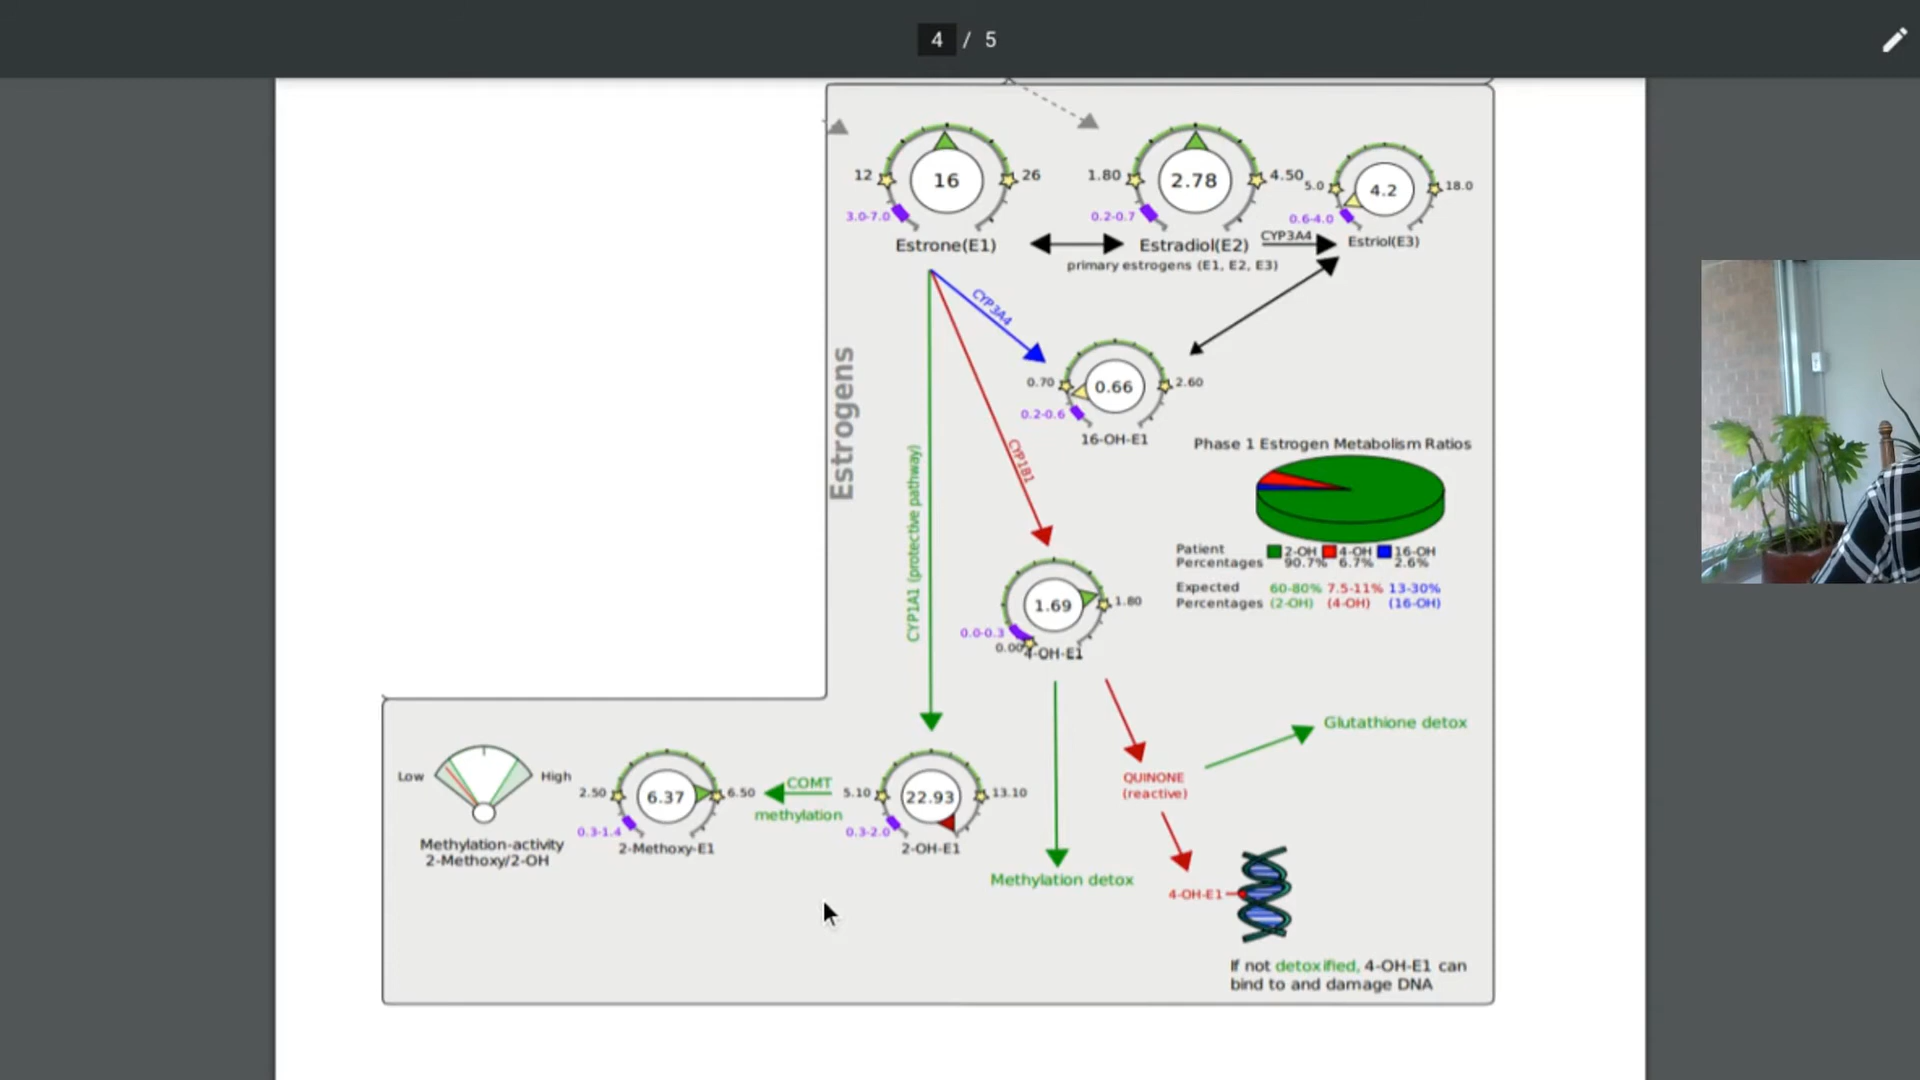 4 / 5
12
16
26
3.0-7.0
Estrone(E1)
1.80
2.78
4.50
0.2-0.7
Estradiol(E2)
CYP3A4
5.0
4.2
18.0
0.6-4.0
Estriol(E3)
primary estrogens (E1, E2, E3)
CYP3A4
0.70
0.66
2.60
0.2-0.6
16-OH-E1
Estrogens
CYP1B1
CYP1A1 (protective pathway)
Phase 1 Estrogen Metabolism Ratios
Patient
Percentages
2-OH 4-OH 16-OH
90.7% 6.7% 2.6%
Expected
Percentages
60-80% 7.5-11% 13-30%
(2-OH) (4-OH) (16-OH)
1.69
1.80
0.0-0.3
0.00
4-OH-E1
Low
High
Methylation-activity
2-Methoxy/2-OH
2.50
6.37
6.50
0.3-1.4
2-Methoxy-E1
COMT
methylation
5.10
22.93
13.10
0.3-2.0
2-OH-E1
Methylation detox
QUINONE
(reactive)
Glutathione detox
4-OH-E1
If not detoxified, 4-OH-E1 can
bind to and damage DNA